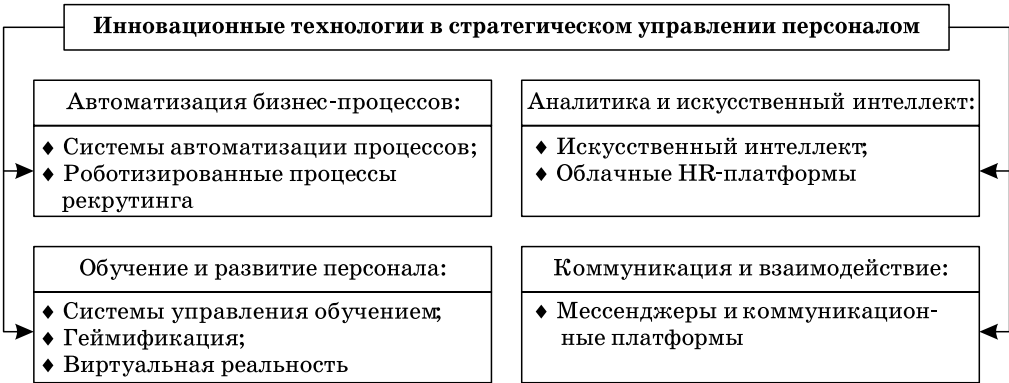 Инновационные технологии в стратегическом управлении персоналом
Автоматизация бизнес-процессов:
♦ Системы автоматизации процессов;
♦ Роботизированные процессы
рекрутинга
Аналитика и искусственный интеллект:
♦ Искусственный интеллект;
♦ Облачные HR-платформы
Обучение и развитие персонала:
♦ Системы управления обучением;
♦ Геймификация;
♦ Виртуальная реальность
Коммуникация и взаимодействие:
♦ Мессенджеры и коммуникацион-
ные платформы